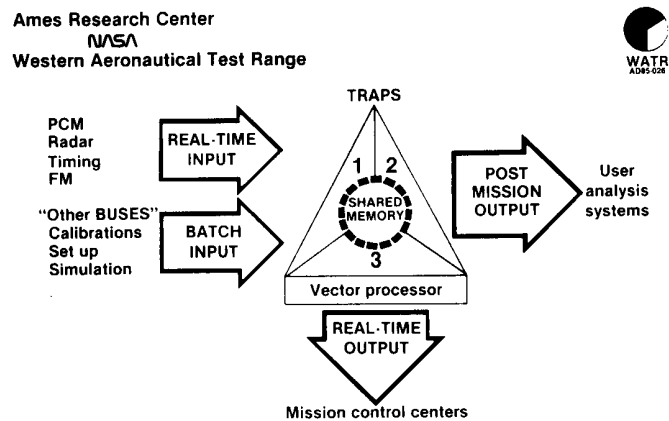 Ames Research Center
NASA
Western Aeronautical Test Range
WATR
AD85-026
TRAPS
PCM
Radar
Timing
FM
REAL-TIME
INPUT
"Other BUSES"
Calibrations
Set up
Simulation
BATCH
INPUT
1 2
SHARED
MEMORY
3
Vector processor
POST
MISSION
OUTPUT
User
analysis
systems
REAL-TIME
OUTPUT
Mission control centers